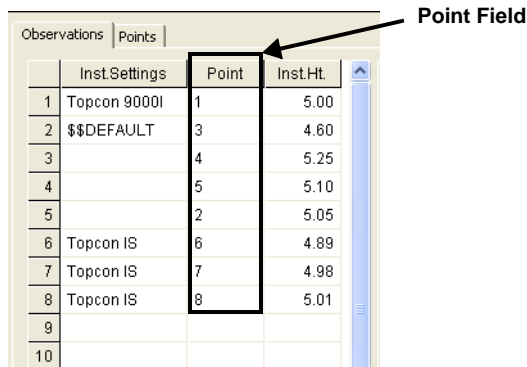 Point Field
Observations Points
Inst.Settings Point Inst.Ht.
1 Topcon 9000I 1 5.00
2 $$DEFAULT 3 4.60
3 4 5.25
4 5 5.10
5 2 5.05
6 Topcon IS 6 4.89
7 Topcon IS 7 4.98
8 Topcon IS 8 5.01
9
10